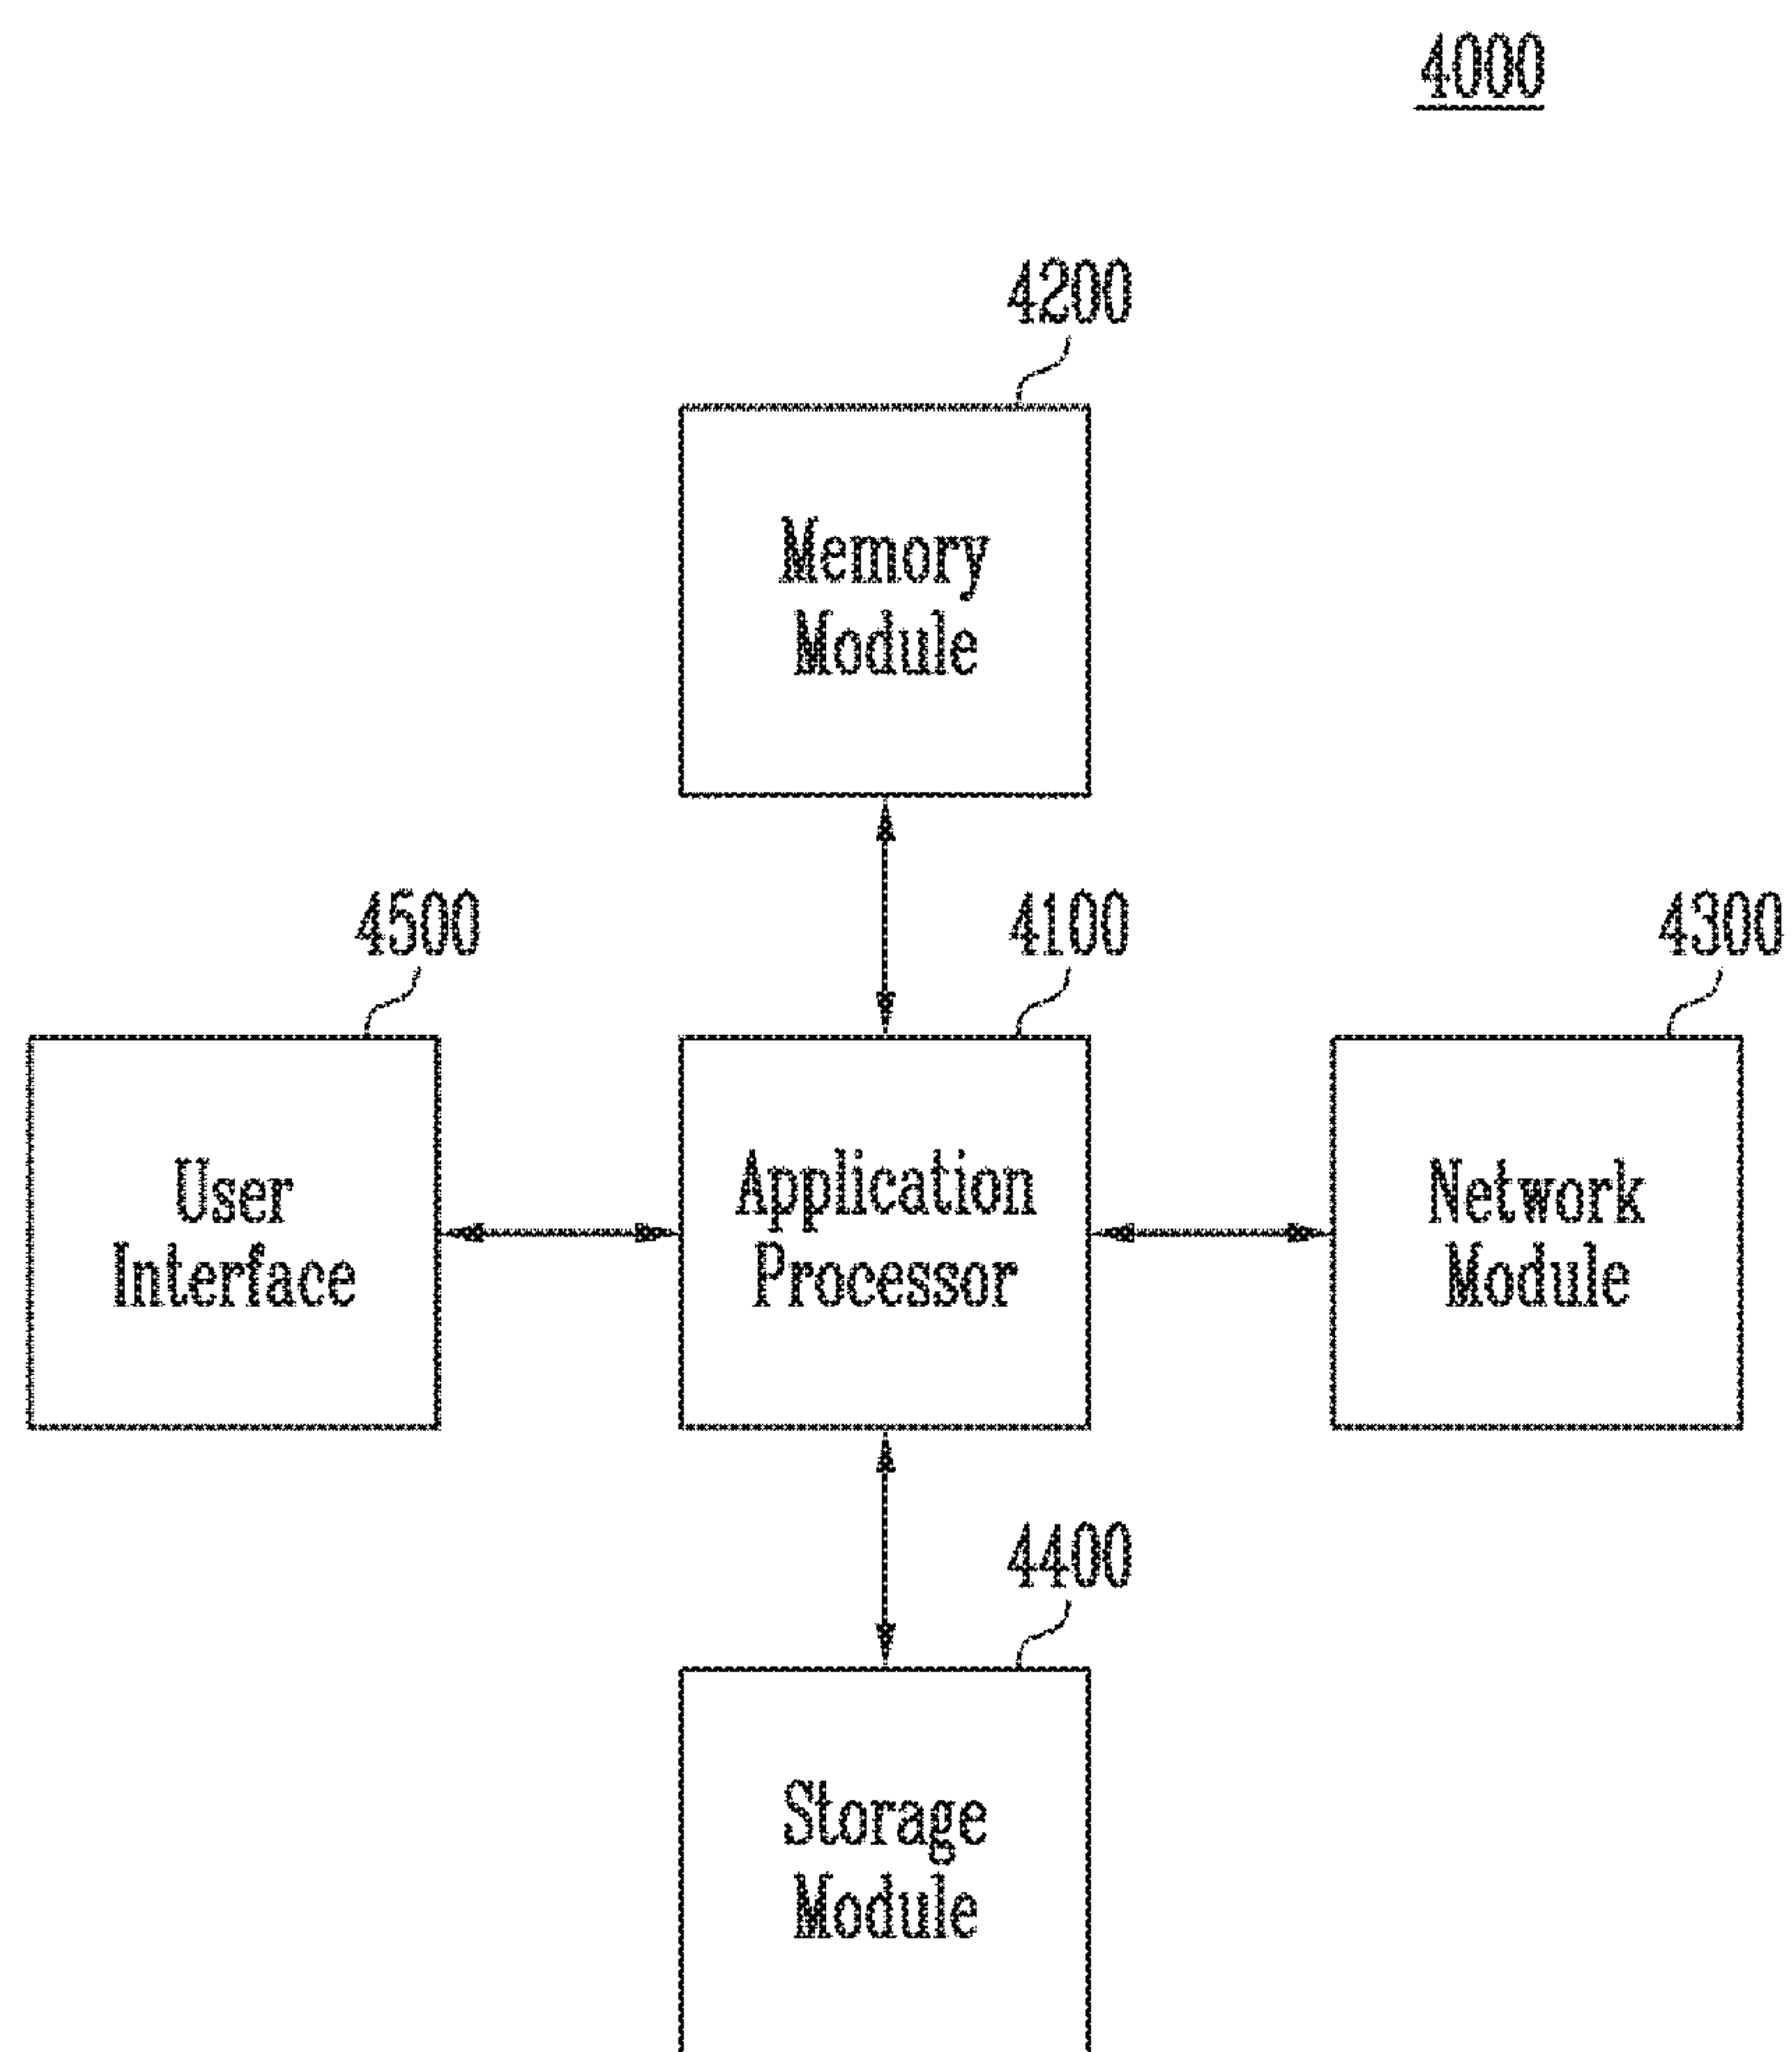 4000
4200
Memory
Module
4500
4100
4300
User
Interface
Application
Processor
Network
Module
4400
Storage
Module